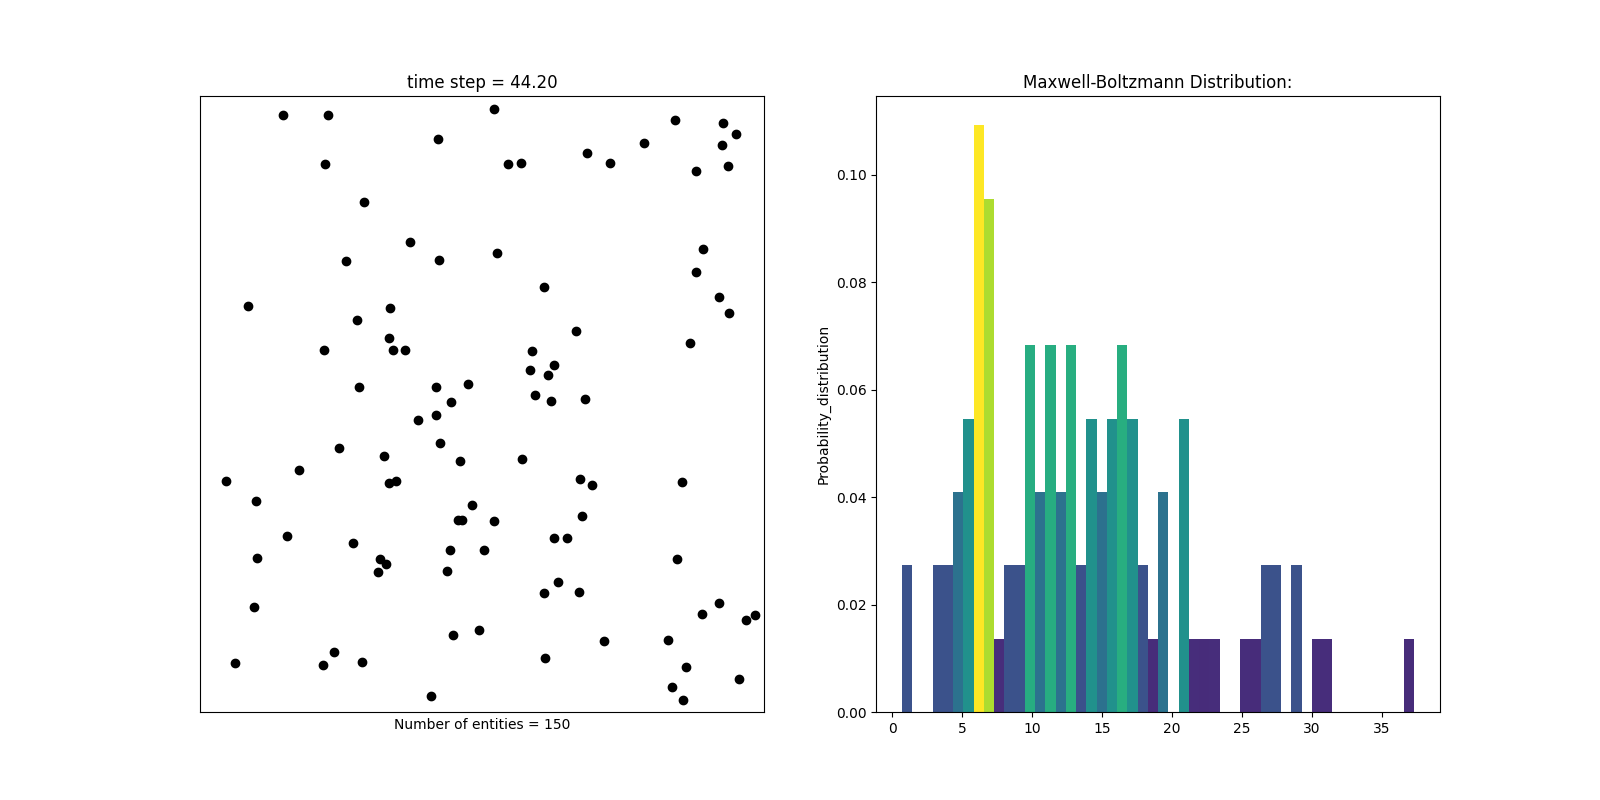 time step = 44.20
Number of entities = 150
Maxwell-Boltzmann Distribution:
Probability_distribution
0.10
0.08
0.06
0.04
0.02
0.00
0 5 10 15 20 25 30 35